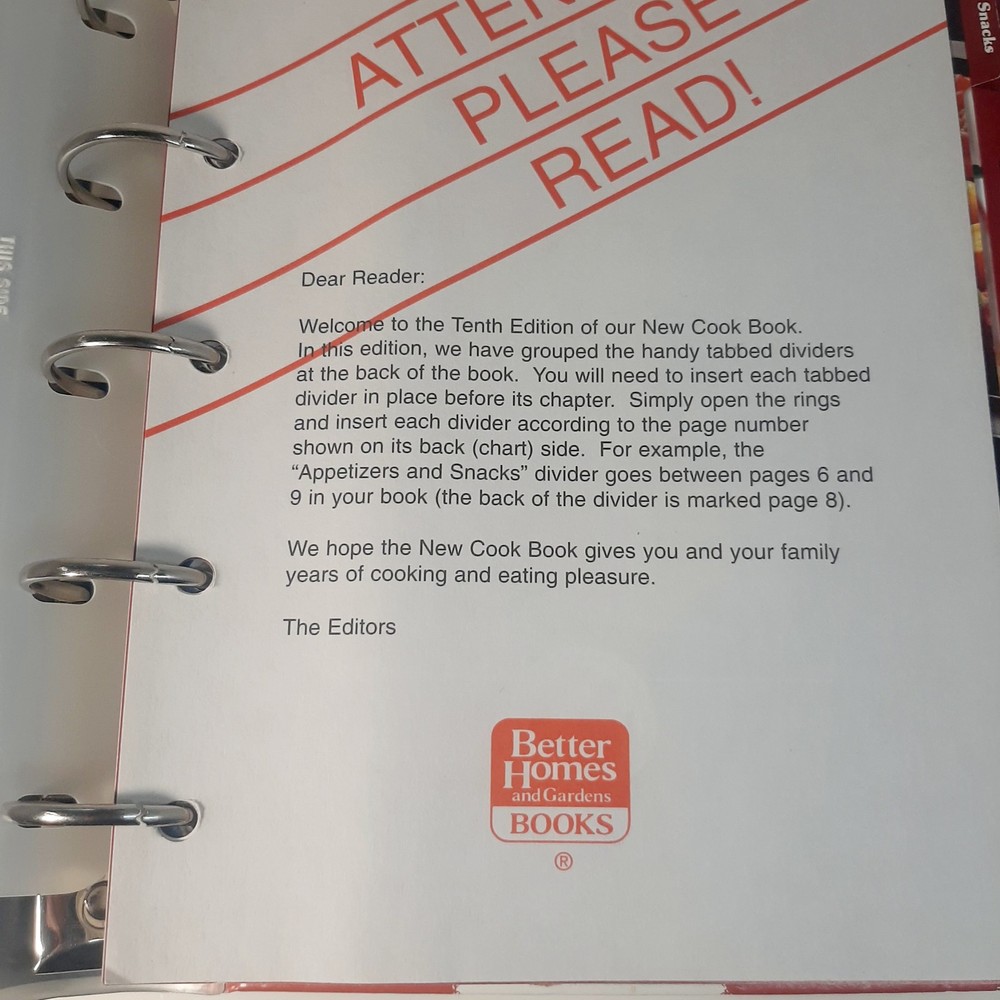 ATTEN
PLEASE
READ!
Snacks
THIS SIDE
Dear Reader:
Welcome to the Tenth Edition of our New Cook Book.
In this edition, we have grouped the handy tabbed dividers
at the back of the book.  You will need to insert each tabbed
divider in place before its chapter.  Simply open the rings
and insert each divider according to the page number
shown on its back (chart) side.  For example, the
“Appetizers and Snacks” divider goes between pages 6 and
9 in your book (the back of the divider is marked page 8).
We hope the New Cook Book gives you and your family
years of cooking and eating pleasure.
The Editors
Better
Homes
and Gardens
BOOKS
®